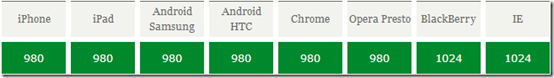 iPhone iPad Android Samsung Android HTC Chrome Opera Presto BlackBerry IE
980 980 980 980 980 980 1024 1024